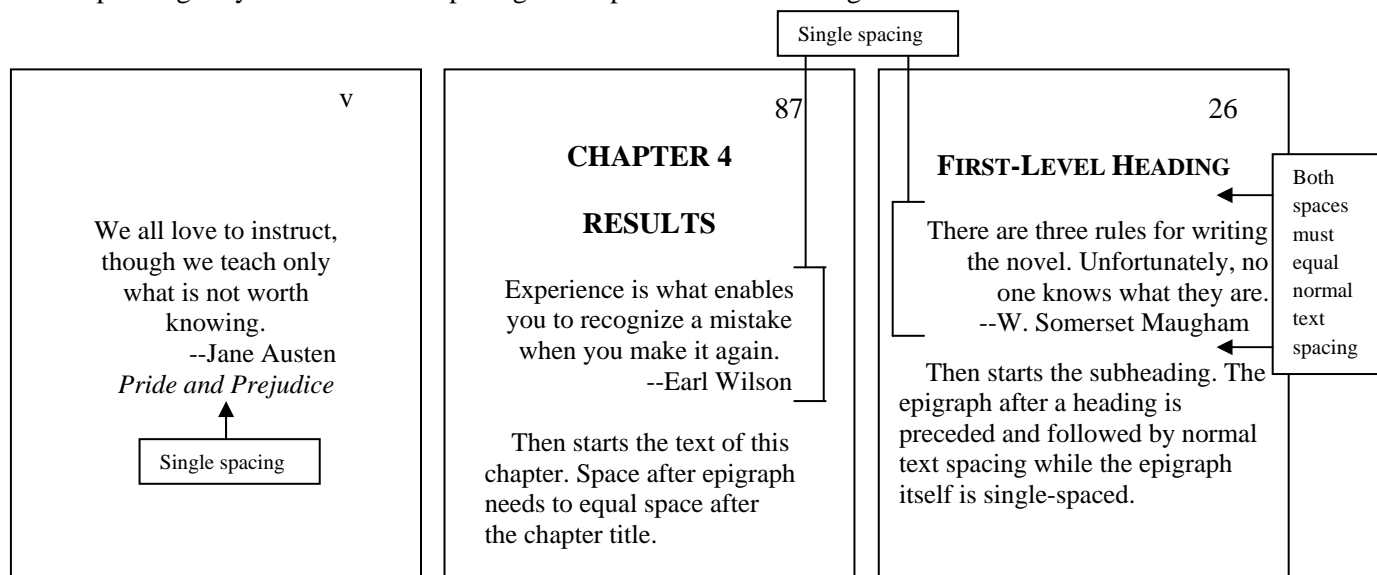 Single spacing
v
We all love to instruct,
though we teach only
what is not worth
knowing.
--Jane Austen
Pride and Prejudice
Single spacing
87
CHAPTER 4
RESULTS
Experience is what enables
you to recognize a mistake
when you make it again.
--Earl Wilson
Then starts the text of this
chapter. Space after epigraph
needs to equal space after
the chapter title.
26
FIRST-LEVEL HEADING
There are three rules for writing
the novel. Unfortunately, no
one knows what they are.
--W. Somerset Maugham
Then starts the subheading. The
epigraph after a heading is
preceded and followed by normal
text spacing while the epigraph
itself is single-spaced.
Both
spaces
must
equal
normal
text
spacing